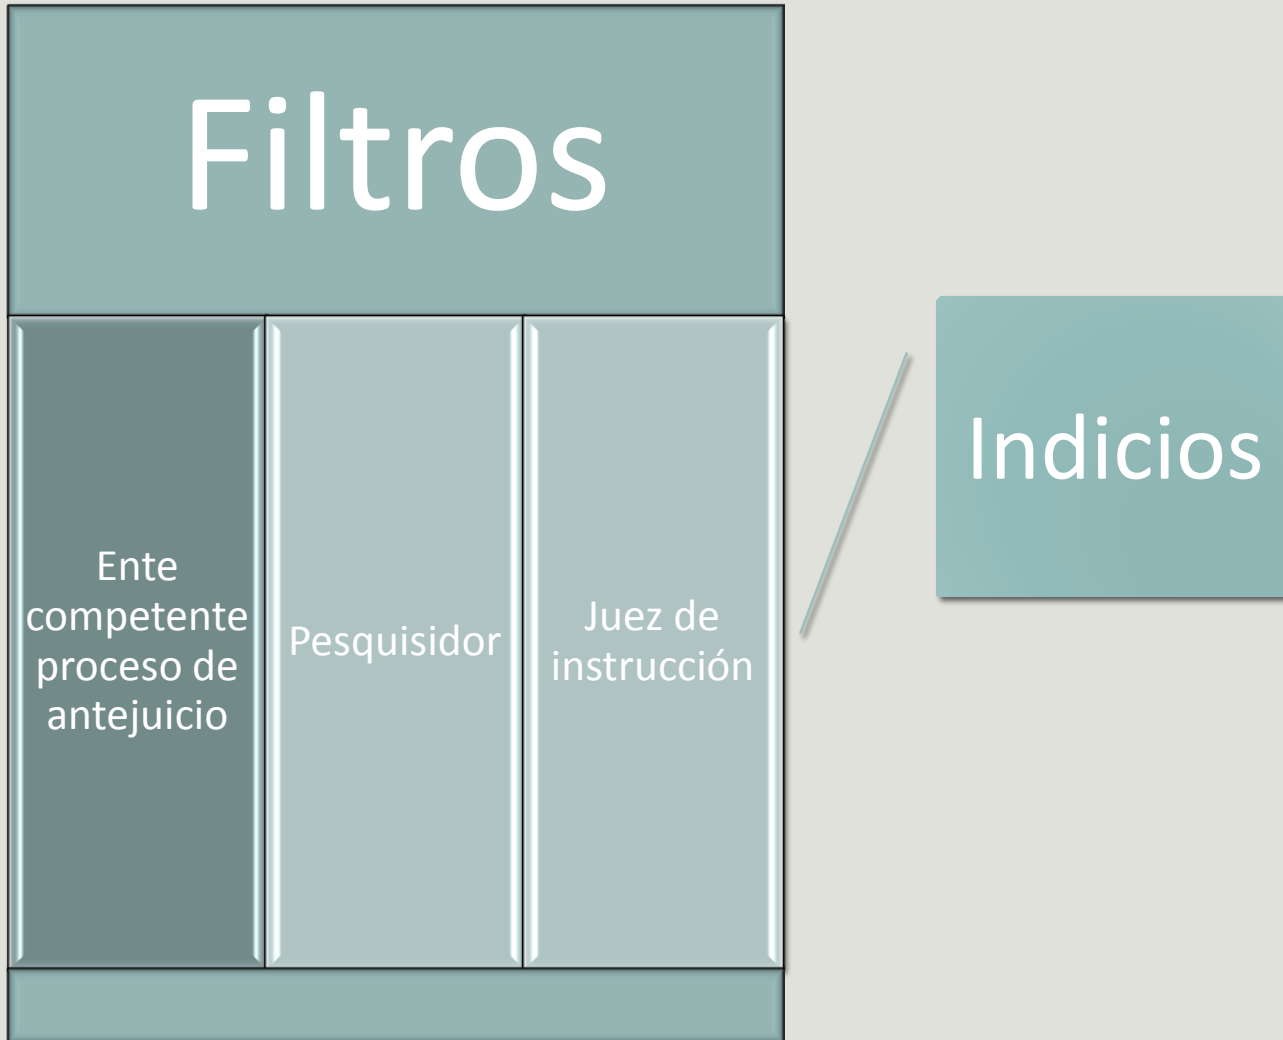 Filtros
Ente
competente
proceso de
antejuicio
Pesquisidor
Juez de
instrucción
Indicios